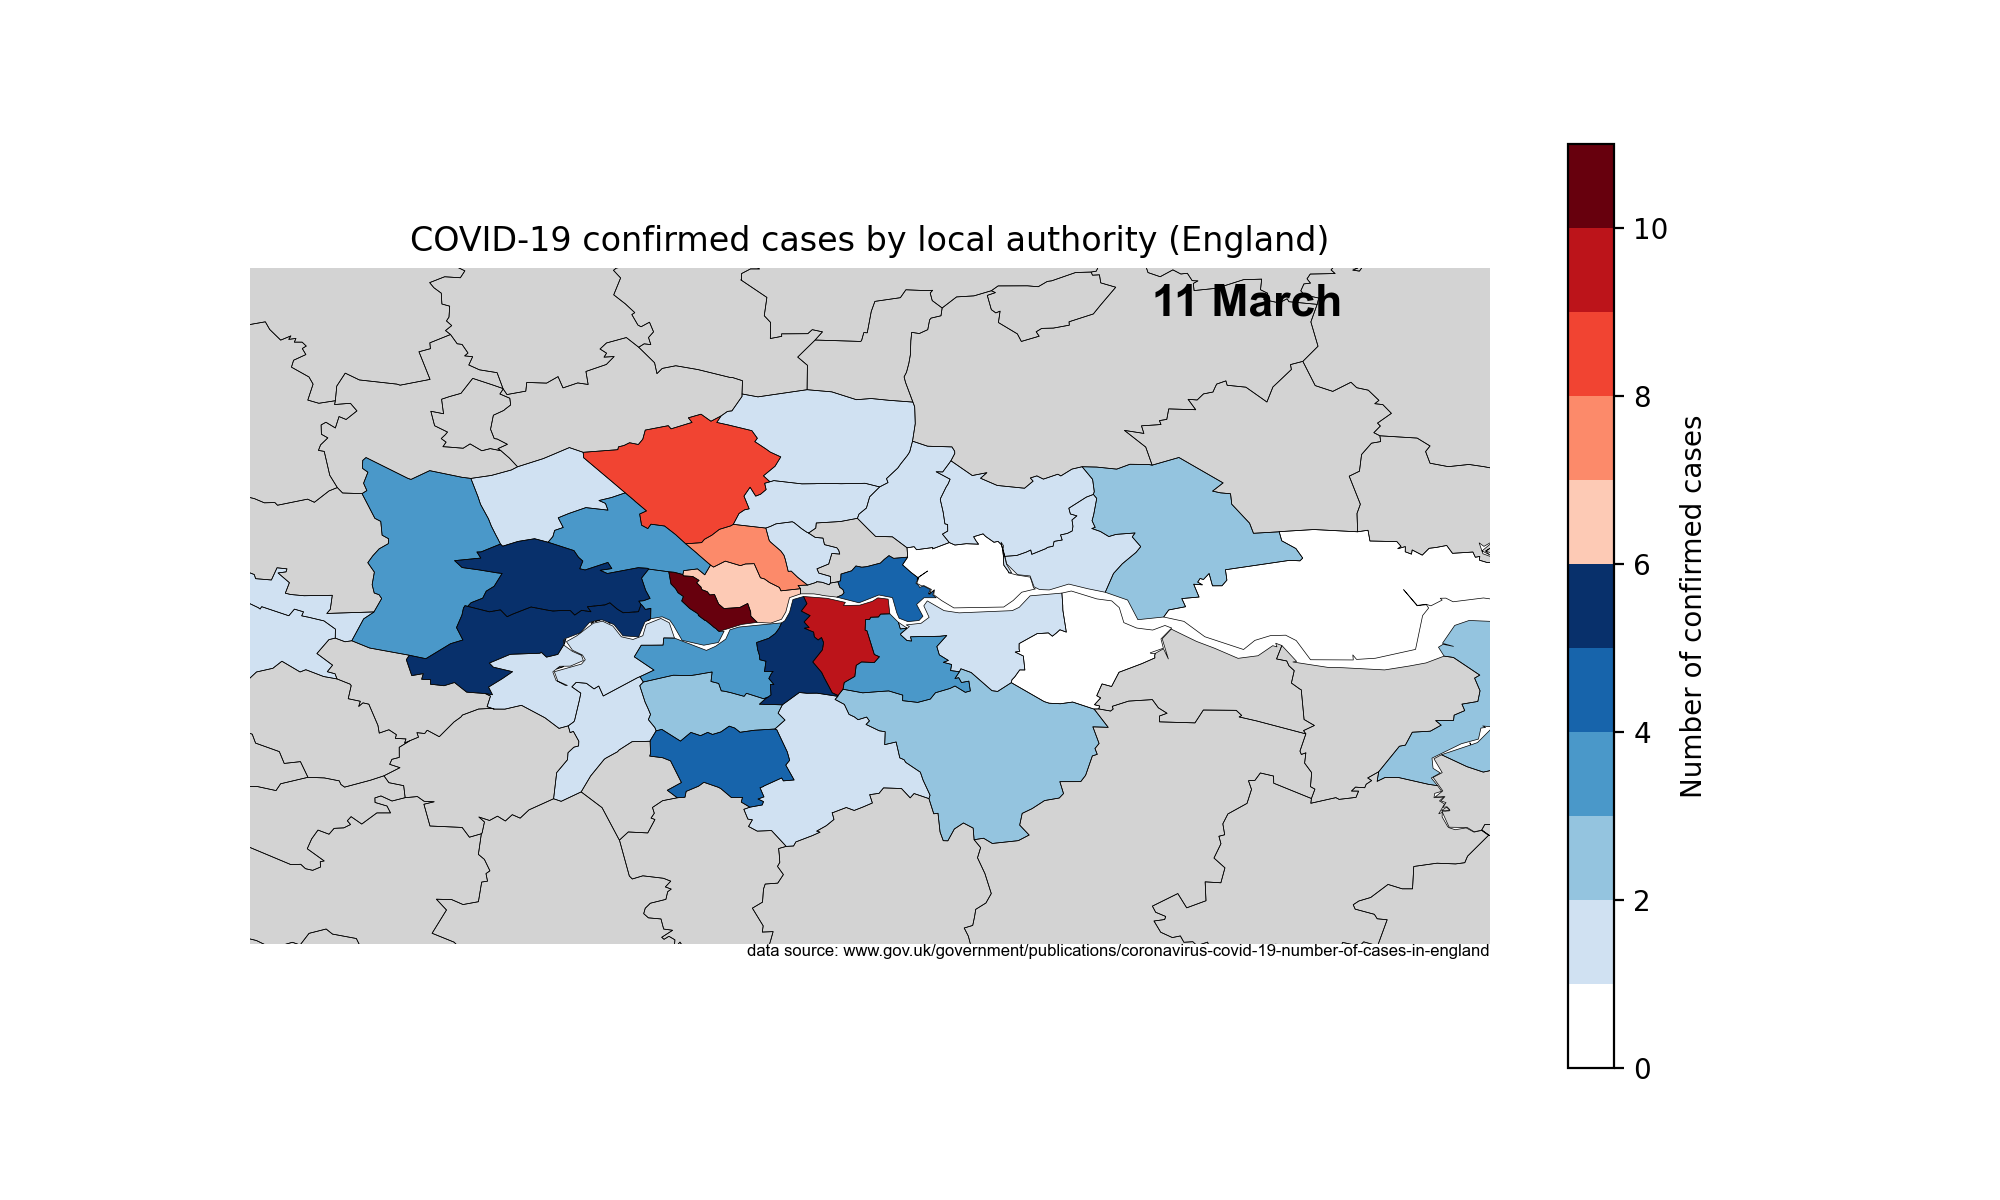 COVID-19 confirmed cases by local authority (England)
11 March
10
8
6
4
2
0
Number of confirmed cases
data source: www.gov.uk/government/publications/coronavirus-covid-19-number-of-cases-in-england